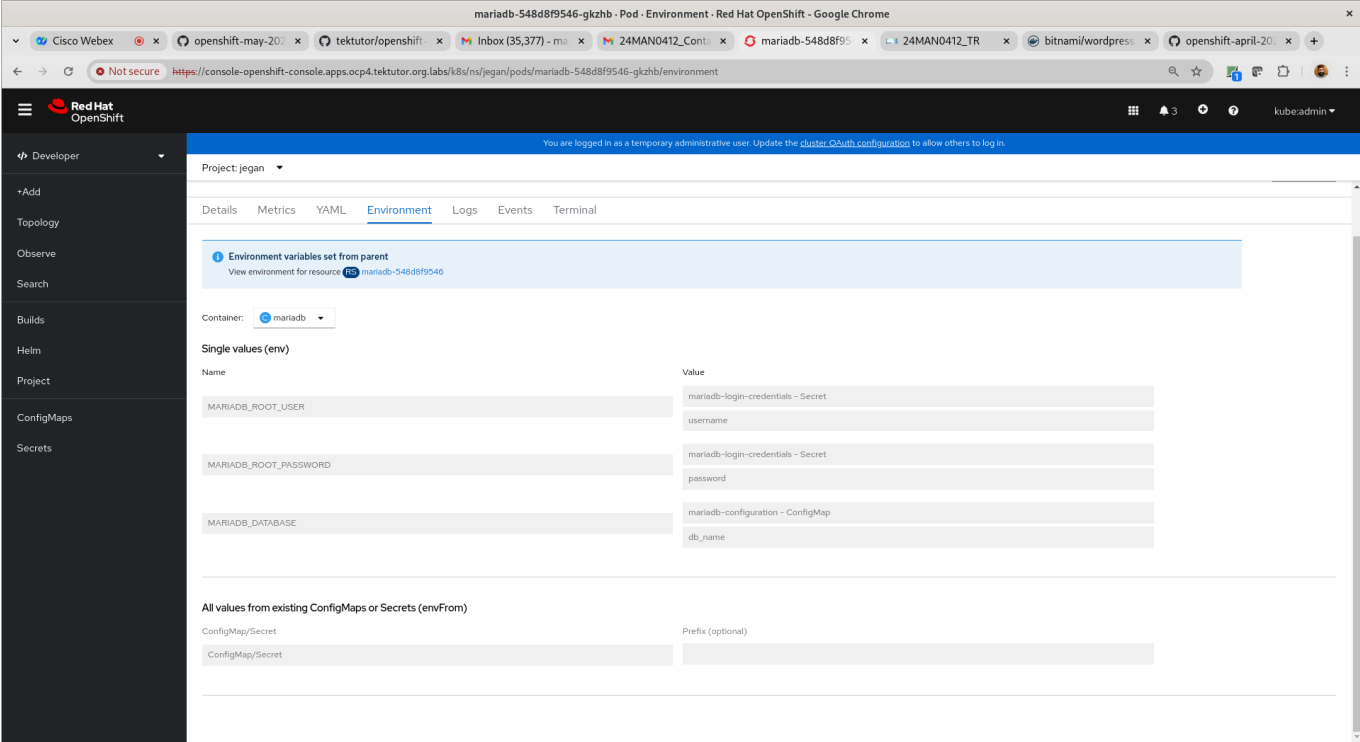 mariadb-548d8f9546-gkzhb · Pod · Environment · Red Hat OpenShift - Google Chrome
Cisco Webex
openshift-may-202
tektutor/openshift-
Inbox (35,377) - ma
24MAN0412_Conta
mariadb-548d8f95
24MAN0412_TR
bitnami/wordpress
openshift-april-202
Not secure https://console-openshift-console.apps.ocp4.tektutor.org.labs/k8s/ns/jegan/pods/mariadb-548d8f9546-gkzhb/environment
1
Red Hat
OpenShift
3
kube:admin
You are logged in as a temporary administrative user. Update the cluster OAuth configuration to allow others to log in.
Developer
+Add
Topology
Observe
Search
Builds
Helm
Project
ConfigMaps
Secrets
Project: jegan
Details Metrics YAML Environment Logs Events Terminal
Environment variables set from parent
View environment for resource RS mariadb-548d8f9546
Container: C mariadb
Single values (env)
Name Value
MARIADB_ROOT_USER
mariadb-login-credentials - Secret
username
MARIADB_ROOT_PASSWORD
mariadb-login-credentials - Secret
password
MARIADB_DATABASE
mariadb-configuration - ConfigMap
db_name
All values from existing ConfigMaps or Secrets (envFrom)
ConfigMap/Secret Prefix (optional)
ConfigMap/Secret